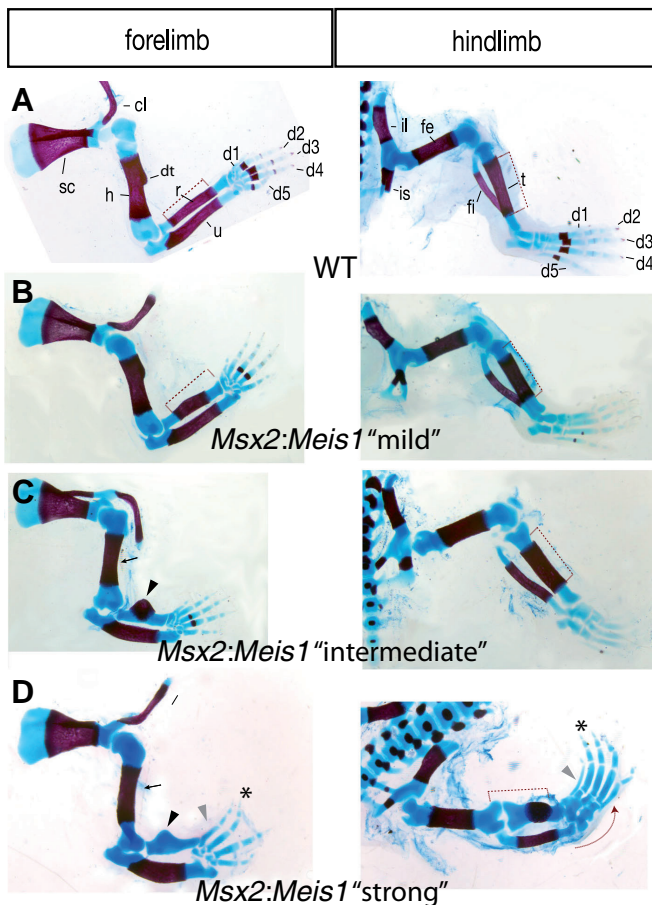 forelimb hindlimb
A
cl
sc
h
dt
r
u
d1
d2
d3
d4
d5
il
is
fe
fi
t
d1
d2
d3
d4
d5
WT
B
Msx2:Meis1“mild”
C
Msx2:Meis1“intermediate”
D
*
*
Msx2:Meis1“strong”